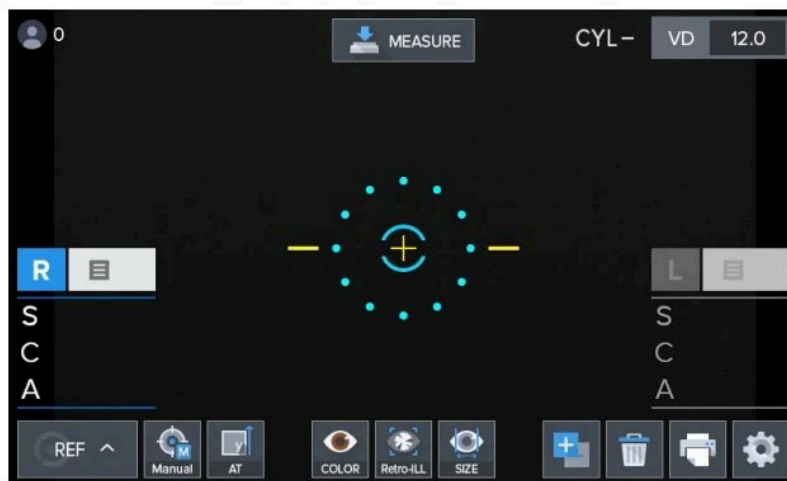 0
MEASURE
CYL−
VD 12.0
R
L
S
C
A
S
C
A
REF
M
Manual
y
AT
COLOR
Retro-ILL
SIZE